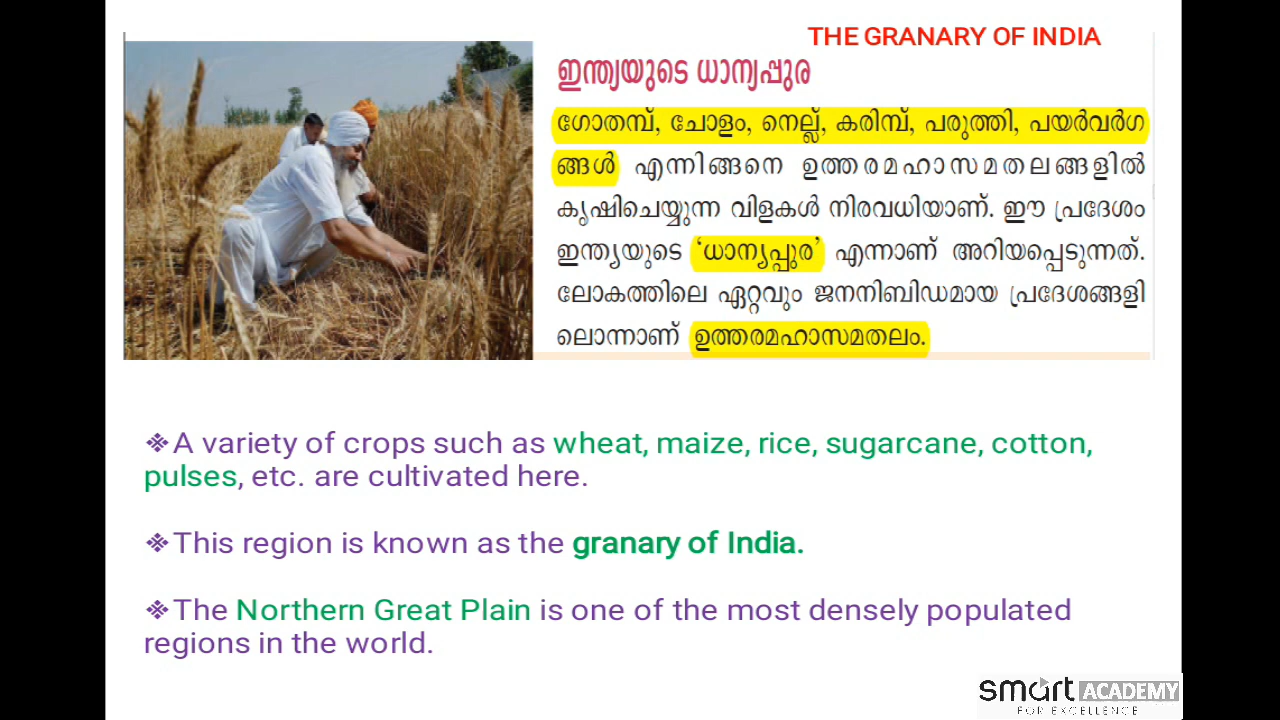 THE GRANARY OF INDIA
ഇന്ത്യയുടെ ധാന്യപ്പുര
ഗോതമ്പ്, ചോളം, നെല്ല്, കരിമ്പ്, പരുത്തി, പയർവർഗ
ങ്ങൾ എന്നിങ്ങനെ ഉത്തരമഹാസമതലങ്ങളിൽ
കൃഷിചെയ്യുന്ന വിളകൾ നിരവധിയാണ്. ഈ പ്രദേശം
ഇന്ത്യയുടെ ‘ധാന്യപ്പുര’ എന്നാണ് അറിയപ്പെടുന്നത്.
ലോകത്തിലെ ഏറ്റവും ജനനിബിഡമായ പ്രദേശങ്ങളി
ലൊന്നാണ് ഉത്തരമഹാസമതലം.
❖A variety of crops such as wheat, maize, rice, sugarcane, cotton,
pulses, etc. are cultivated here.
❖This region is known as the granary of India.
❖The Northern Great Plain is one of the most densely populated
regions in the world.
smart ACADEMY
FOR EXCELLENCE